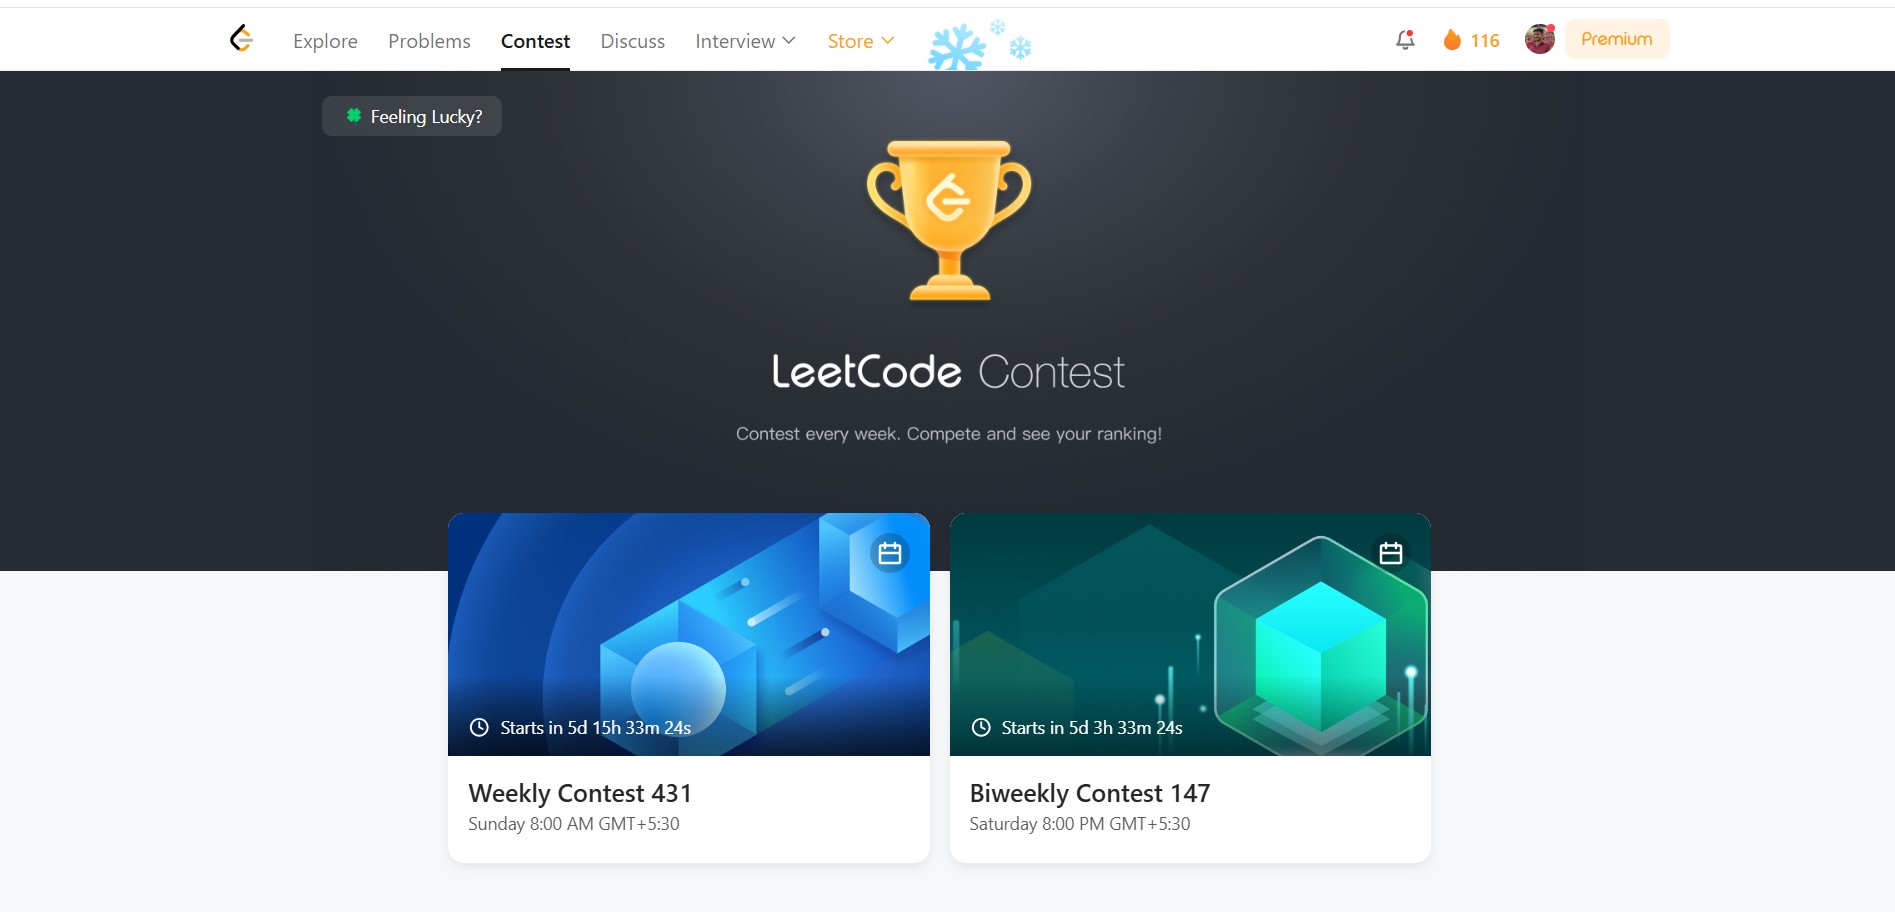 Explore Problems Contest Discuss Interview Store 116 Premium
Feeling Lucky?
LeetCode Contest
Contest every week. Compete and see your ranking!
Starts in 5d 15h 33m 24s
Weekly Contest 431
Sunday 8:00 AM GMT+5:30
Starts in 5d 3h 33m 24s
Biweekly Contest 147
Saturday 8:00 PM GMT+5:30